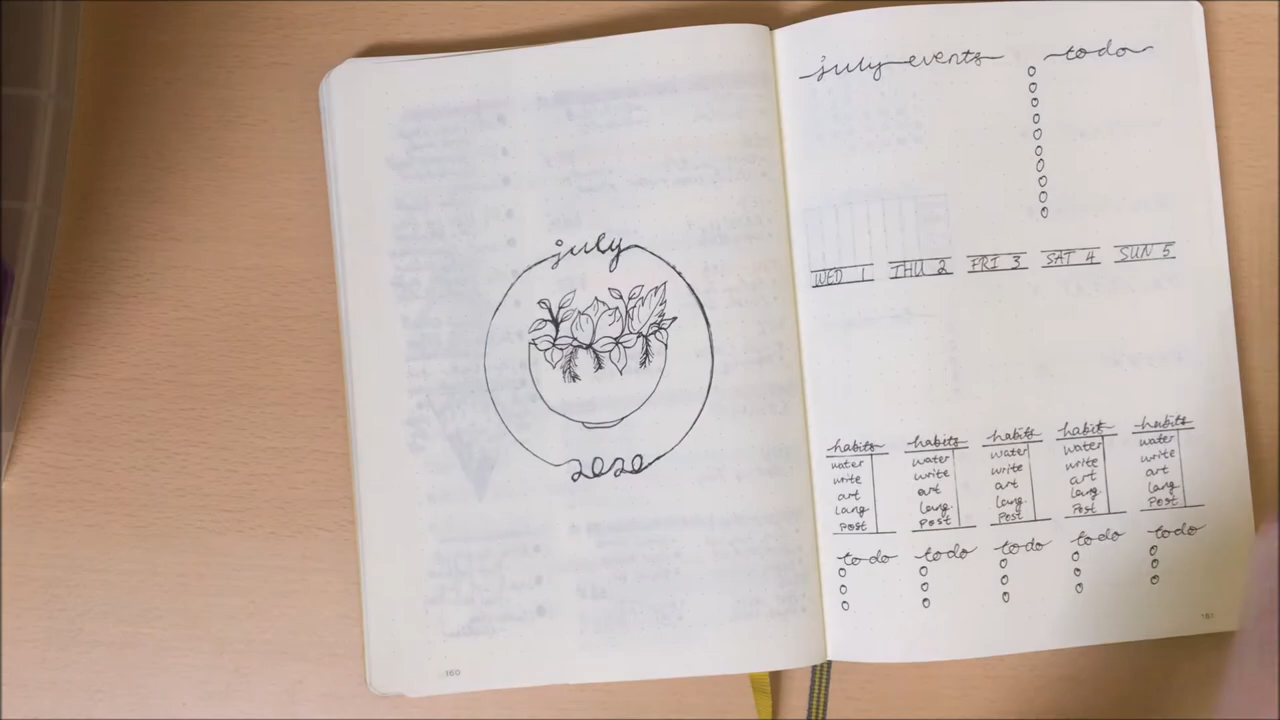 july
2020
160
july events
to do
WED 1 THU 2 FRI 3 SAT 4 SUN 5
habits habits habits habits habits
water water water water water
write write write write write
art art art art art
lang lang. lang. lang. lang.
post post post post post
to do to do to do to do to do
161